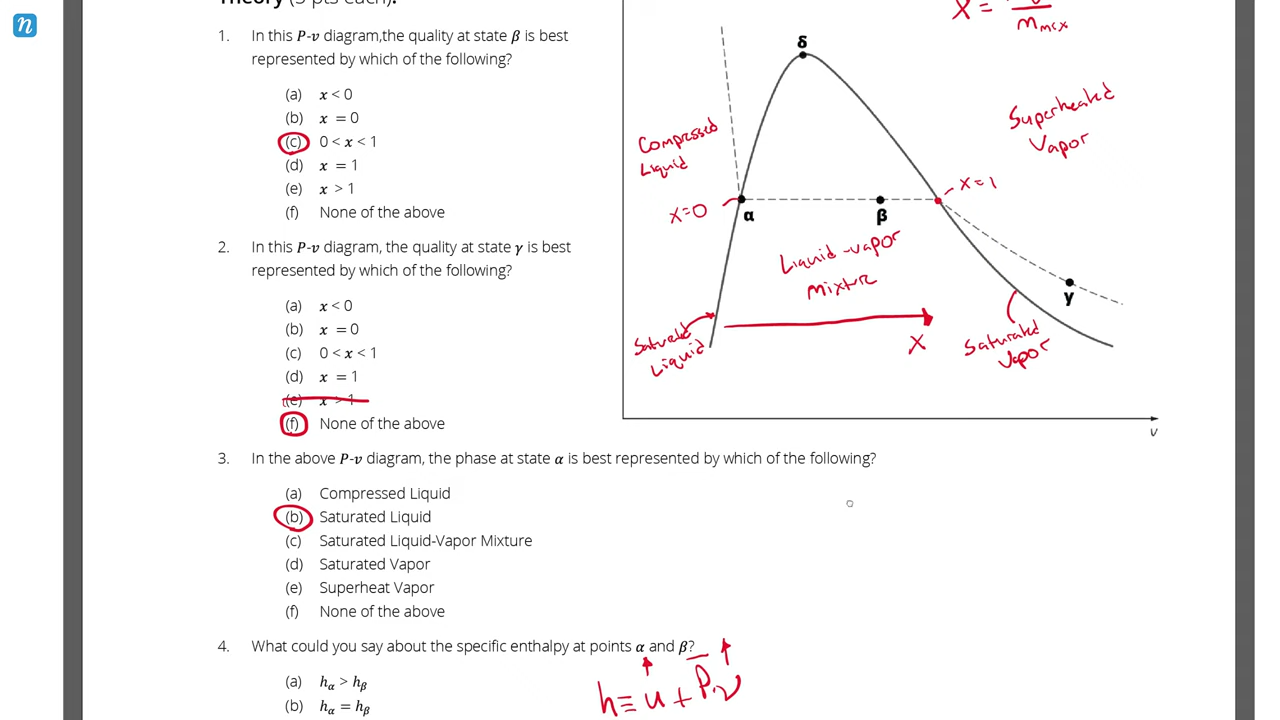 n
Theory (5 pts each):
1. In this P-v diagram,the quality at state β is best
represented by which of the following?
(a) x < 0
(b) x = 0
(c) 0 < x < 1
(d) x = 1
(e) x > 1
(f) None of the above
2. In this P-v diagram, the quality at state γ is best
represented by which of the following?
(a) x < 0
(b) x = 0
(c) 0 < x < 1
(d) x = 1
(e) x > 1
(f) None of the above
x =
m mix
δ
Superheated
Vapor
Compressed
Liquid
x=1
x=0
α
β
Liquid-vapor
Mixture
γ
Saturated
Liquid
x
Saturated
Vapor
v
3. In the above P-v diagram, the phase at state α is best represented by which of the following?
(a) Compressed Liquid
(b) Saturated Liquid
(c) Saturated Liquid-Vapor Mixture
(d) Saturated Vapor
(e) Superheat Vapor
(f) None of the above
4. What could you say about the specific enthalpy at points α and β?
(a) hα > hβ
(b) hα = hβ
h ≡ u + P v